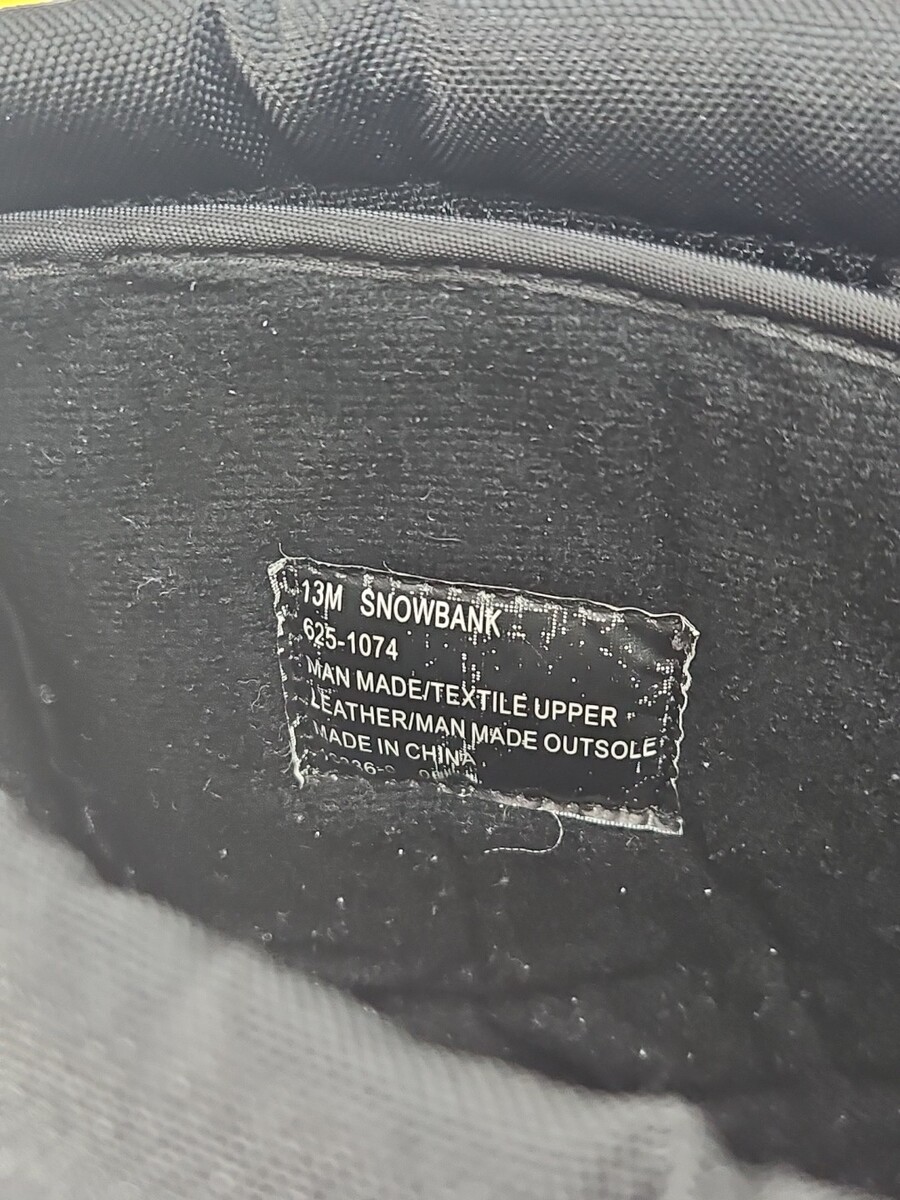 13M SNOWBANK
625-1074
MAN MADE/TEXTILE UPPER
LEATHER/MAN MADE OUTSOLE
MADE IN CHINA